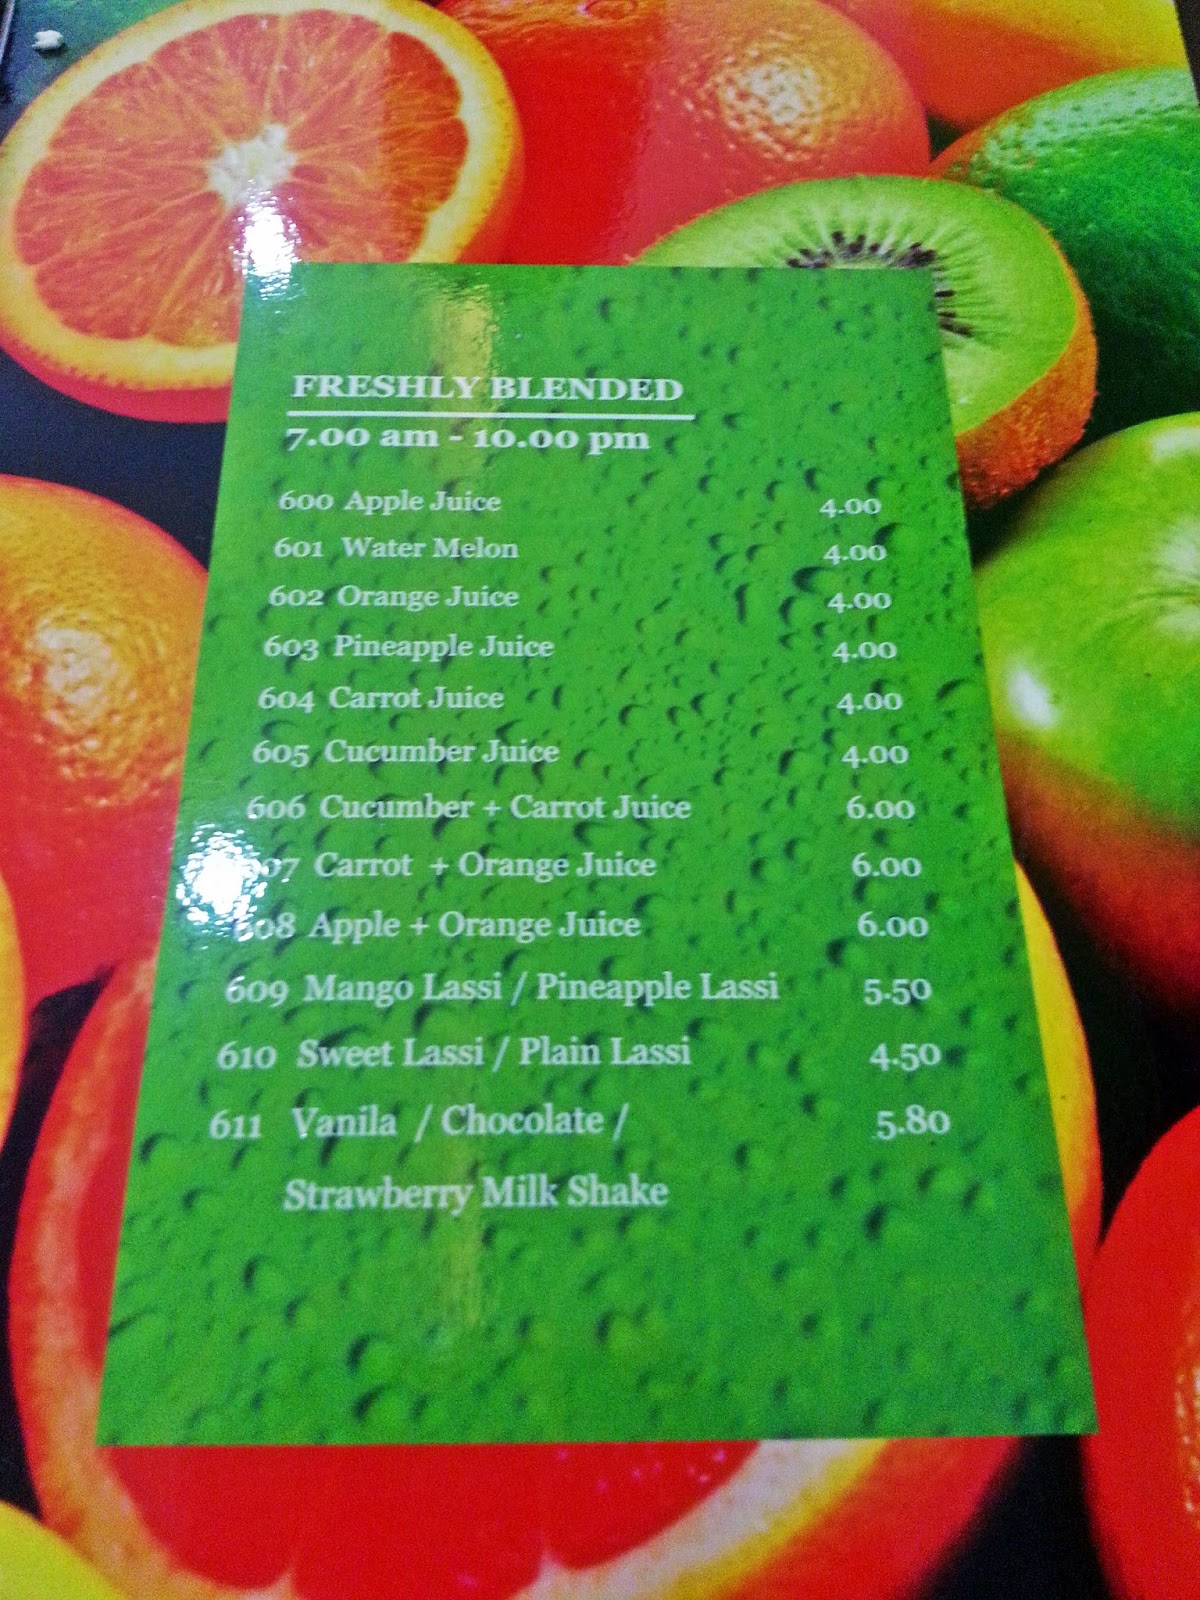 FRESHLY BLENDED
7.00 am - 10.00 pm
600 Apple Juice 4.00
601 Water Melon 4.00
602 Orange Juice 4.00
603 Pineapple Juice 4.00
604 Carrot Juice 4.00
605 Cucumber Juice 4.00
606 Cucumber + Carrot Juice 6.00
607 Carrot + Orange Juice 6.00
608 Apple + Orange Juice 6.00
609 Mango Lassi / Pineapple Lassi 5.50
610 Sweet Lassi / Plain Lassi 4.50
611 Vanila / Chocolate / 5.80
Strawberry Milk Shake